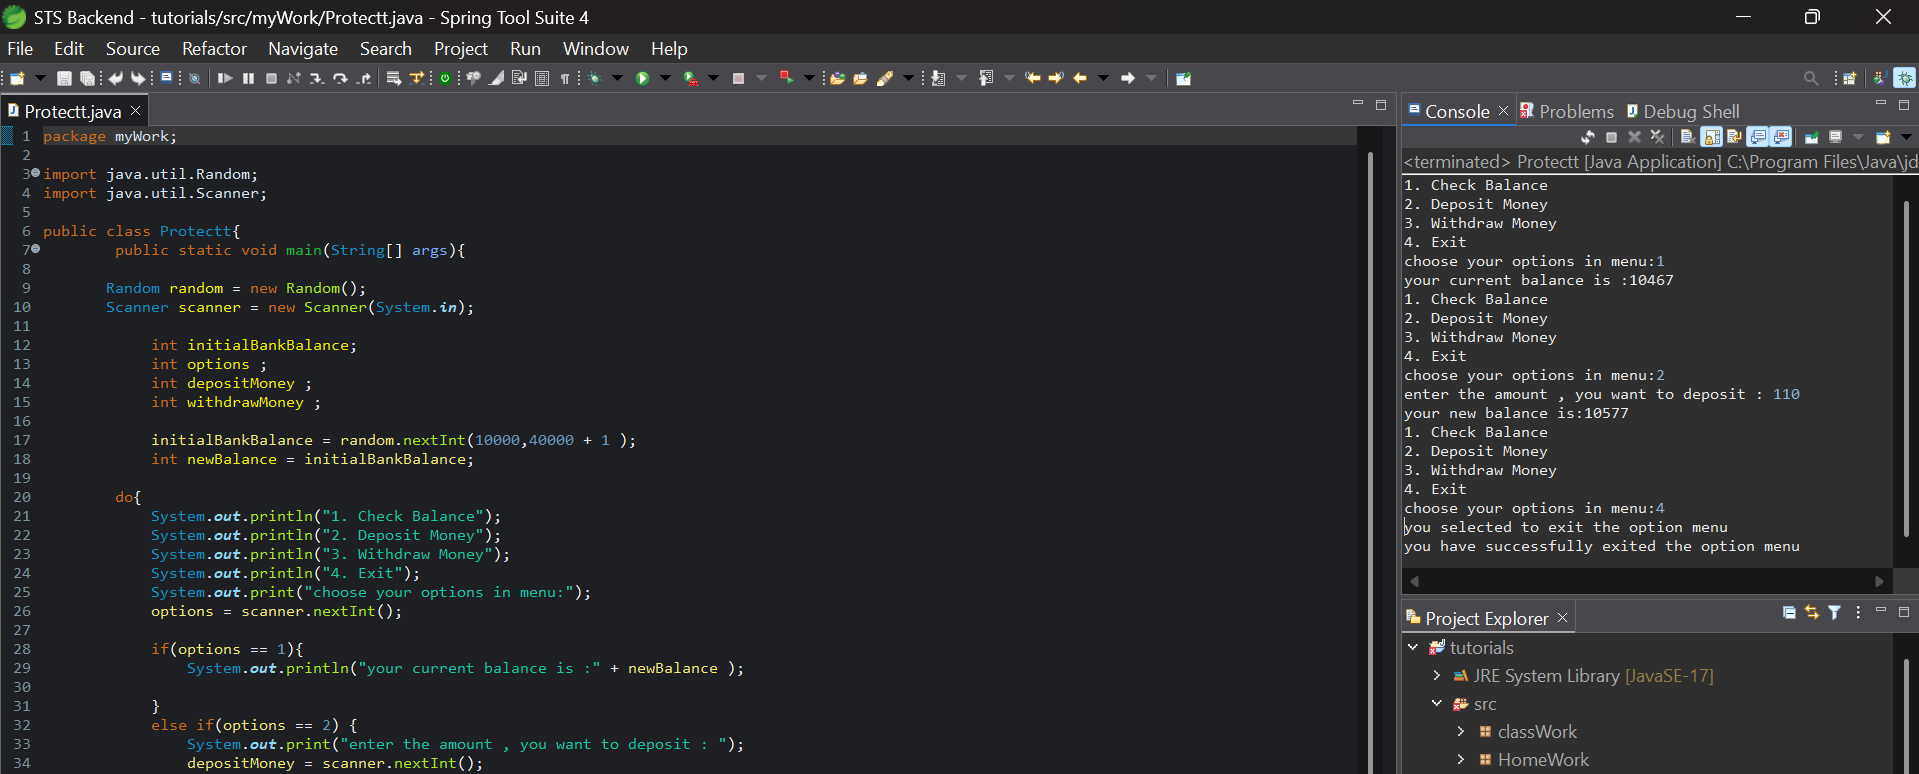 STS Backend - tutorials/src/myWork/Protectt.java - Spring Tool Suite 4
File Edit Source Refactor Navigate Search Project Run Window Help
Protectt.java
1 package myWork;
2
3 import java.util.Random;
4 import java.util.Scanner;
5
6 public class Protectt{
7 public static void main(String[] args){
8
9 Random random = new Random();
10 Scanner scanner = new Scanner(System.in);
11
12 int initialBankBalance;
13 int options ;
14 int depositMoney ;
15 int withdrawMoney ;
16
17 initialBankBalance = random.nextInt(10000,40000 + 1 );
18 int newBalance = initialBankBalance;
19
20 do{
21 System.out.println("1. Check Balance");
22 System.out.println("2. Deposit Money");
23 System.out.println("3. Withdraw Money");
24 System.out.println("4. Exit");
25 System.out.print("choose your options in menu:");
26 options = scanner.nextInt();
27
28 if(options == 1){
29 System.out.println("your current balance is :" + newBalance );
30
31 }
32 else if(options == 2) {
33 System.out.print("enter the amount , you want to deposit : ");
34 depositMoney = scanner.nextInt();
Console Problems Debug Shell
<terminated> Protectt [Java Application] C:\Program Files\Java\jd
1. Check Balance
2. Deposit Money
3. Withdraw Money
4. Exit
choose your options in menu:1
your current balance is :10467
1. Check Balance
2. Deposit Money
3. Withdraw Money
4. Exit
choose your options in menu:2
enter the amount , you want to deposit : 110
your new balance is:10577
1. Check Balance
2. Deposit Money
3. Withdraw Money
4. Exit
choose your options in menu:4
you selected to exit the option menu
you have successfully exited the option menu
Project Explorer
tutorials
JRE System Library [JavaSE-17]
src
classWork
HomeWork